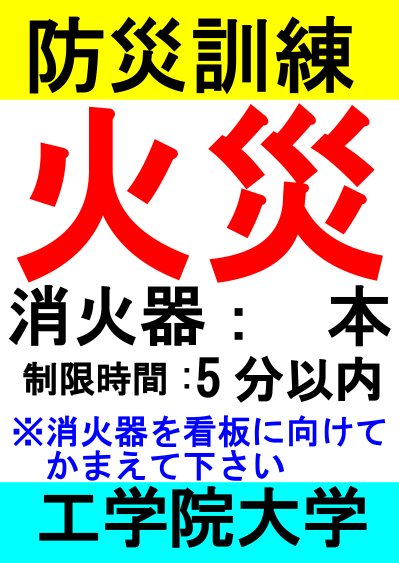 防災訓練
火災
消火器：　本
制限時間：5分以内
※消火器を看板に向けて
かまえて下さい
工学院大学